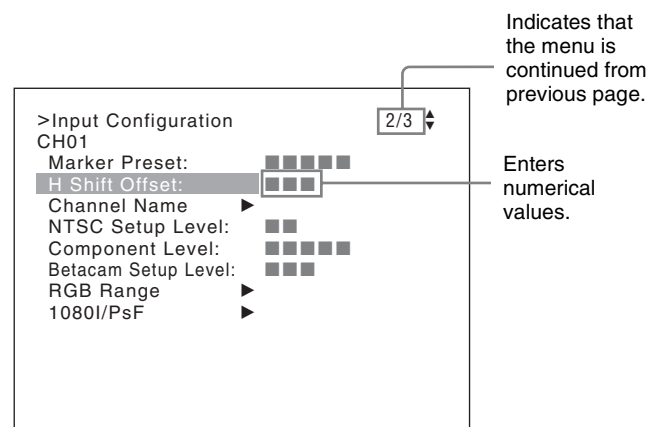 Indicates that
the menu is
continued from
previous page.
>Input Configuration 2/3
CH01
Marker Preset: ■■■■■
H Shift Offset: ■■■
Channel Name ►
NTSC Setup Level: ■■
Component Level: ■■■■■
Betacam Setup Level: ■■■
RGB Range ►
1080I/PsF ►
Enters
numerical
values.